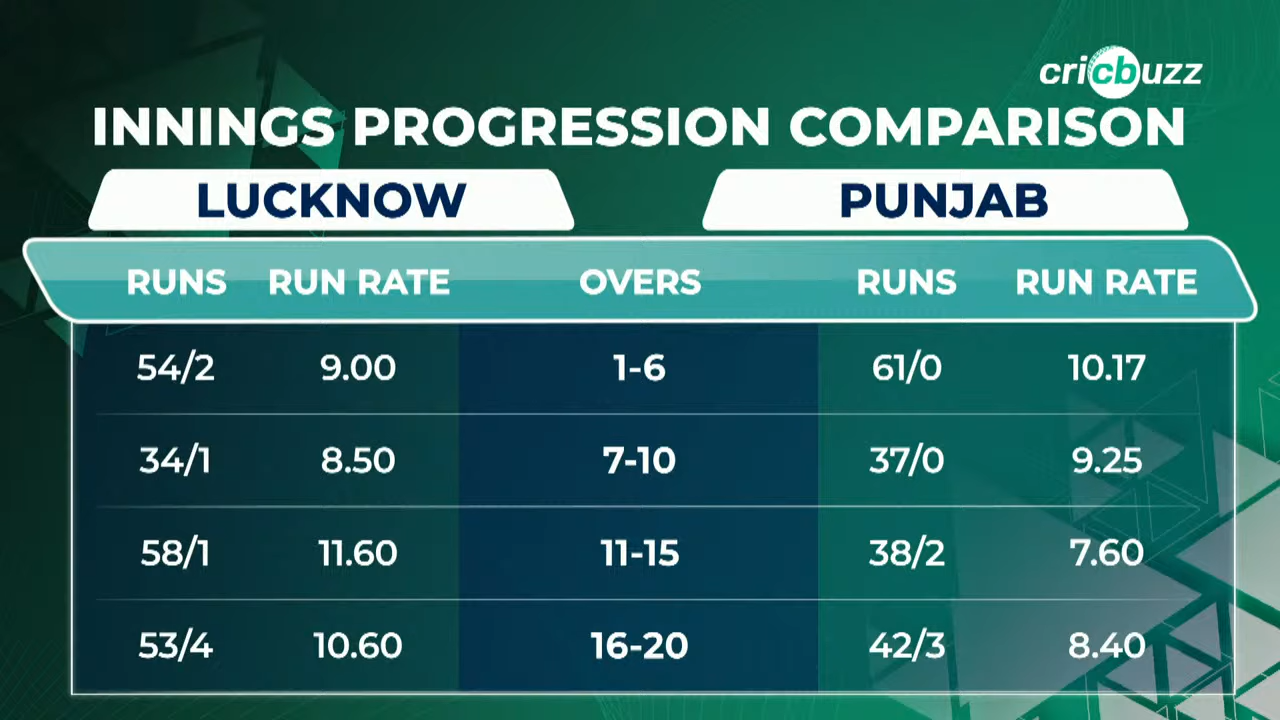 cricbuzz
INNINGS PROGRESSION COMPARISON
LUCKNOW PUNJAB
RUNS RUN RATE OVERS RUNS RUN RATE
54/2 9.00 1-6 61/0 10.17
34/1 8.50 7-10 37/0 9.25
58/1 11.60 11-15 38/2 7.60
53/4 10.60 16-20 42/3 8.40